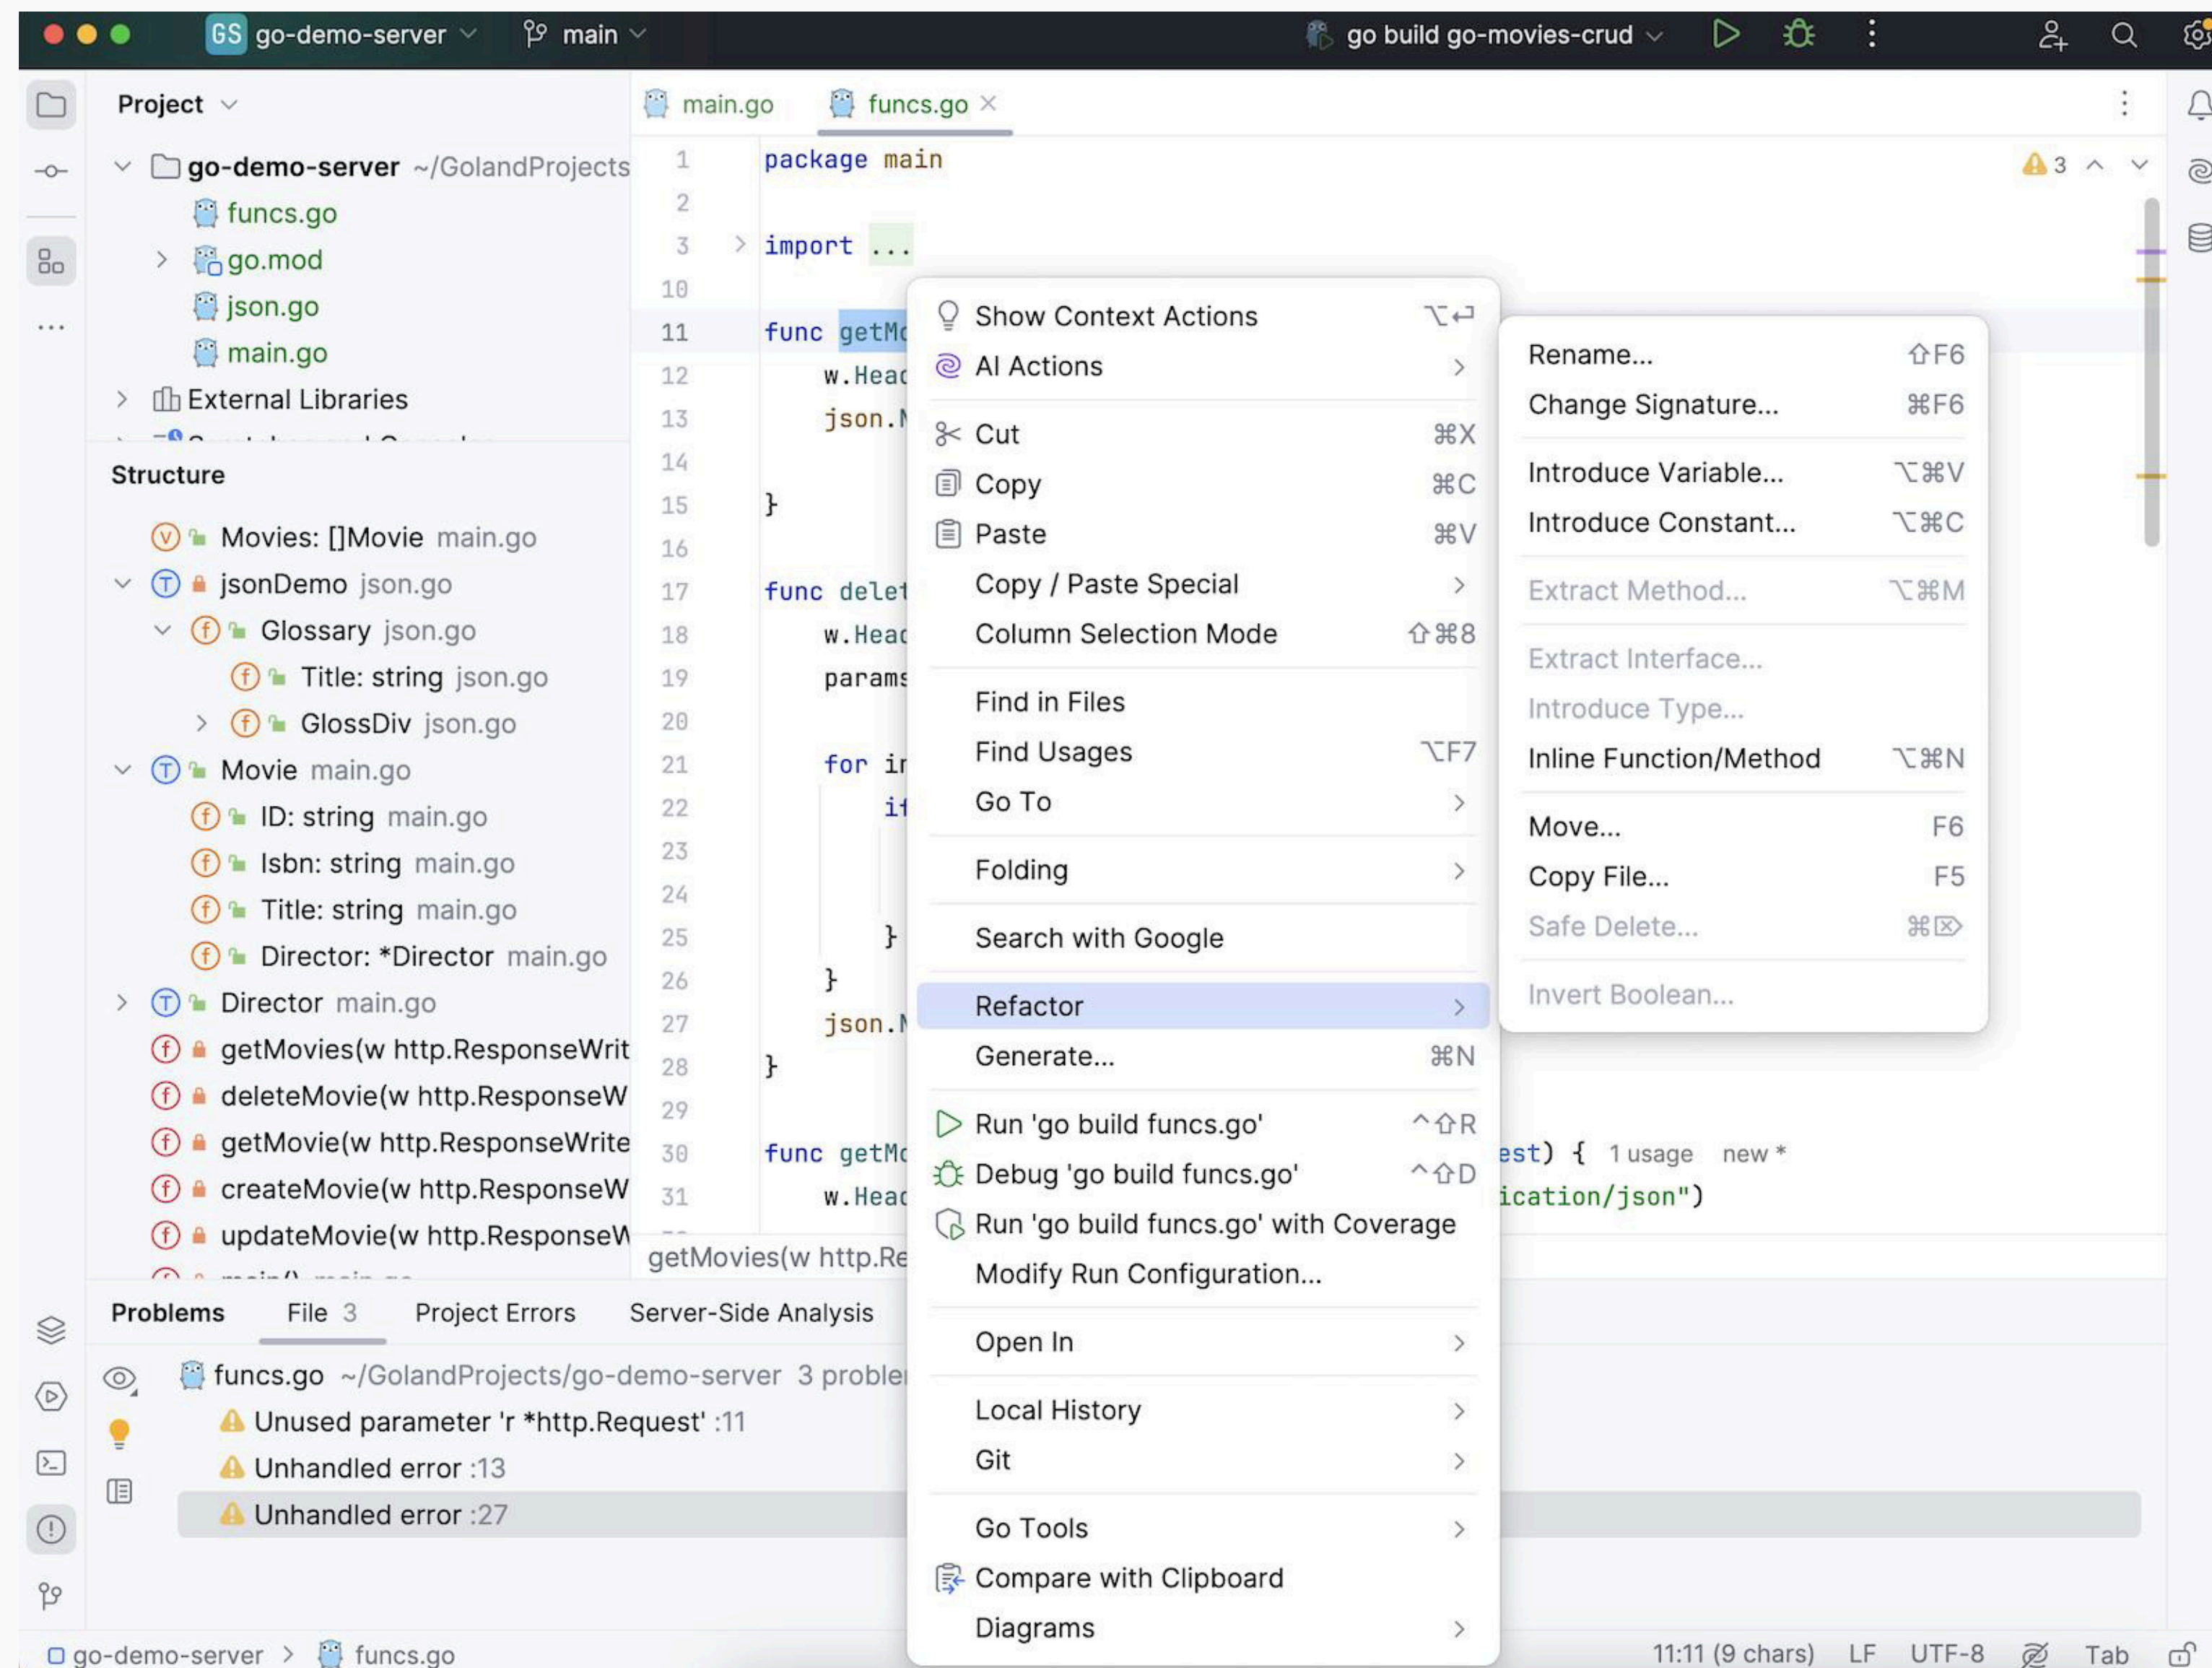 GS go-demo-server main go build go-movies-crud
Project
go-demo-server ~/GolandProjects
funcs.go
go.mod
json.go
main.go
External Libraries
Structure
Movies: []Movie main.go
jsonDemo json.go
Glossary json.go
Title: string json.go
GlossDiv json.go
Movie main.go
ID: string main.go
Isbn: string main.go
Title: string main.go
Director: *Director main.go
Director main.go
getMovies(w http.ResponseWrit
deleteMovie(w http.ResponseW
getMovie(w http.ResponseWrite
createMovie(w http.ResponseW
updateMovie(w http.ResponseW
main.go funcs.go
3
1 package main
2
3 import ...
10
11 func getMo
12 w.Head
13 json.
14
15 }
16
17 func delet
18 w.Head
19 params
20
21 for in
22 if
23
24
25 }
26 }
27 json.
28 }
29
30 func getMo est) { 1 usage new *
31 w.Head ication/json")
getMovies(w http.Re
Show Context Actions ⌥↩
AI Actions
Cut ⌘X
Copy ⌘C
Paste ⌘V
Copy / Paste Special
Column Selection Mode ⇧⌘8
Find in Files
Find Usages ⌥F7
Go To
Folding
Search with Google
Refactor
Generate... ⌘N
Run 'go build funcs.go' ^⇧R
Debug 'go build funcs.go' ^⇧D
Run 'go build funcs.go' with Coverage
Modify Run Configuration...
Open In
Local History
Git
Go Tools
Compare with Clipboard
Diagrams
Rename... ⇧F6
Change Signature... ⌘F6
Introduce Variable... ⌥⌘V
Introduce Constant... ⌥⌘C
Extract Method... ⌥⌘M
Extract Interface...
Introduce Type...
Inline Function/Method ⌥⌘N
Move... F6
Copy File... F5
Safe Delete... ⌘⌦
Invert Boolean...
Problems File 3 Project Errors Server-Side Analysis
funcs.go ~/GolandProjects/go-demo-server 3 problem
Unused parameter 'r *http.Request' :11
Unhandled error :13
Unhandled error :27
go-demo-server > funcs.go
11:11 (9 chars) LF UTF-8 Tab